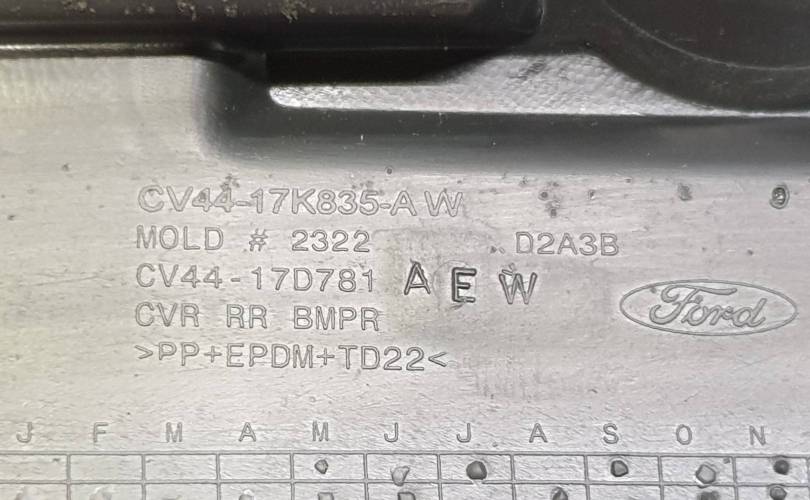 CV44-17K835-AW
MOLD # 2322 D2A3B
CV44-17D781 AEW
CVR RR BMPR
Ford
>PP+EPDM+TD22<
J F M A M J J A S O N